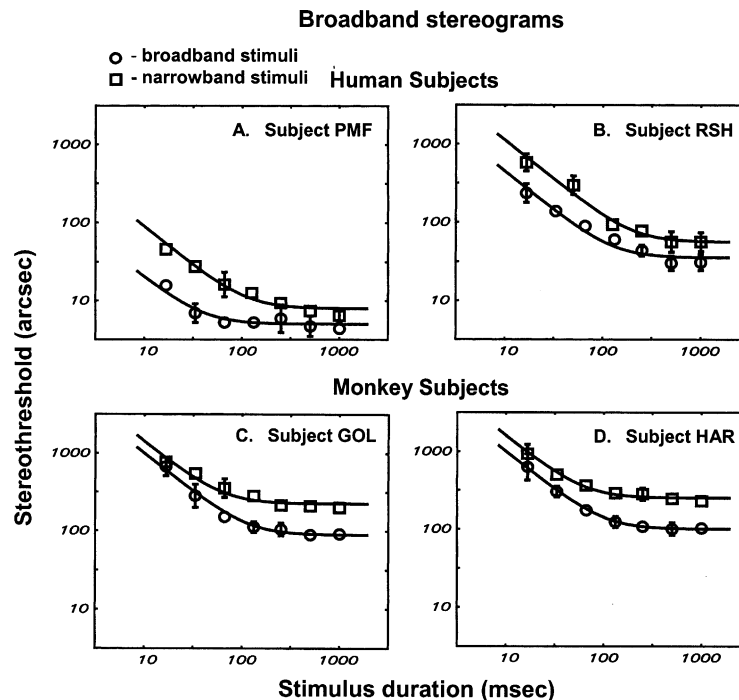 Broadband stereograms
- broadband stimuli
- narrowband stimuli
Human Subjects
A. Subject PMF
B. Subject RSH
1000
100
10
1000
100
10
10 100 1000
10 100 1000
Monkey Subjects
C. Subject GOL
D. Subject HAR
1000
100
10
1000
100
10
10 100 1000
10 100 1000
Stereothreshold (arcsec)
Stimulus duration (msec)